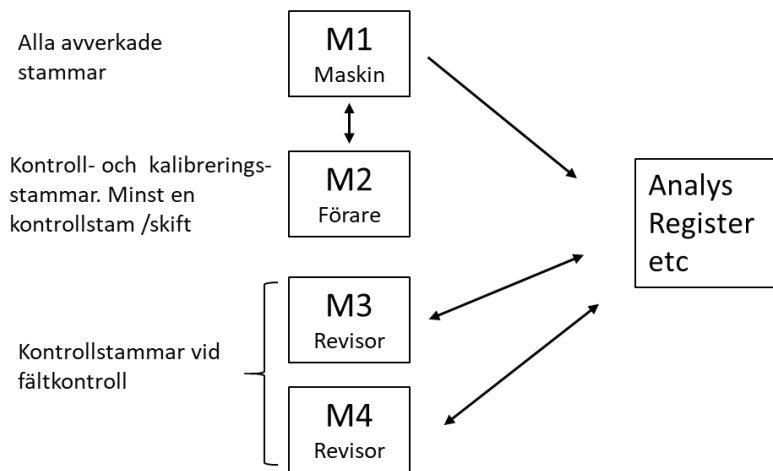 Alla avverkade
stammar
M1
Maskin
Kontroll- och kalibrerings-
stammar. Minst en
kontrollstam /skift
M2
Förare
Analys
Register
etc
Kontrollstammar vid
fältkontroll
M3
Revisor
M4
Revisor